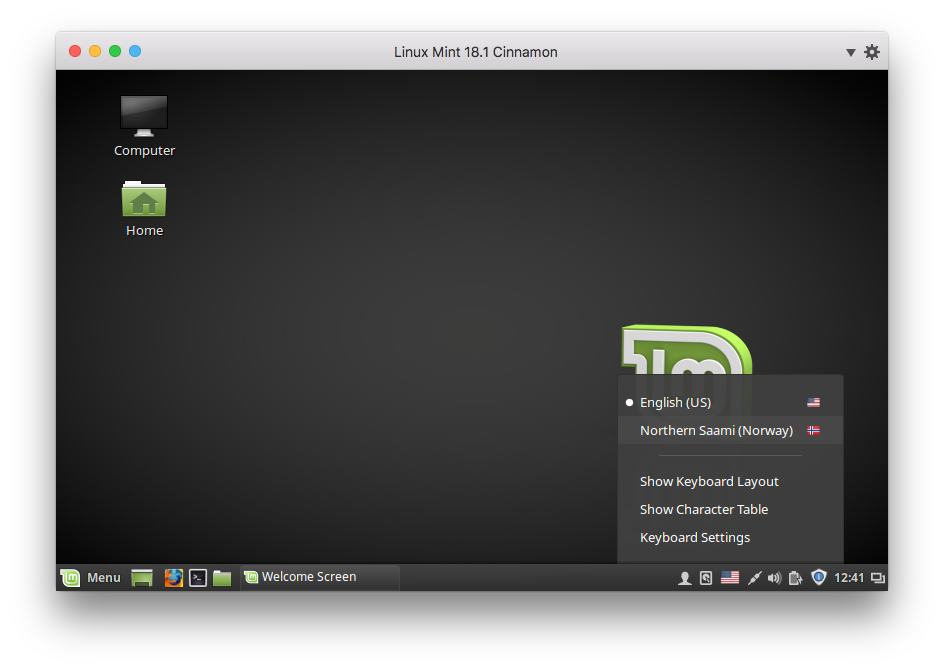 Linux Mint 18.1 Cinnamon
Computer
Home
English (US)
Northern Saami (Norway)
Show Keyboard Layout
Show Character Table
Keyboard Settings
Menu
Welcome Screen
12:41